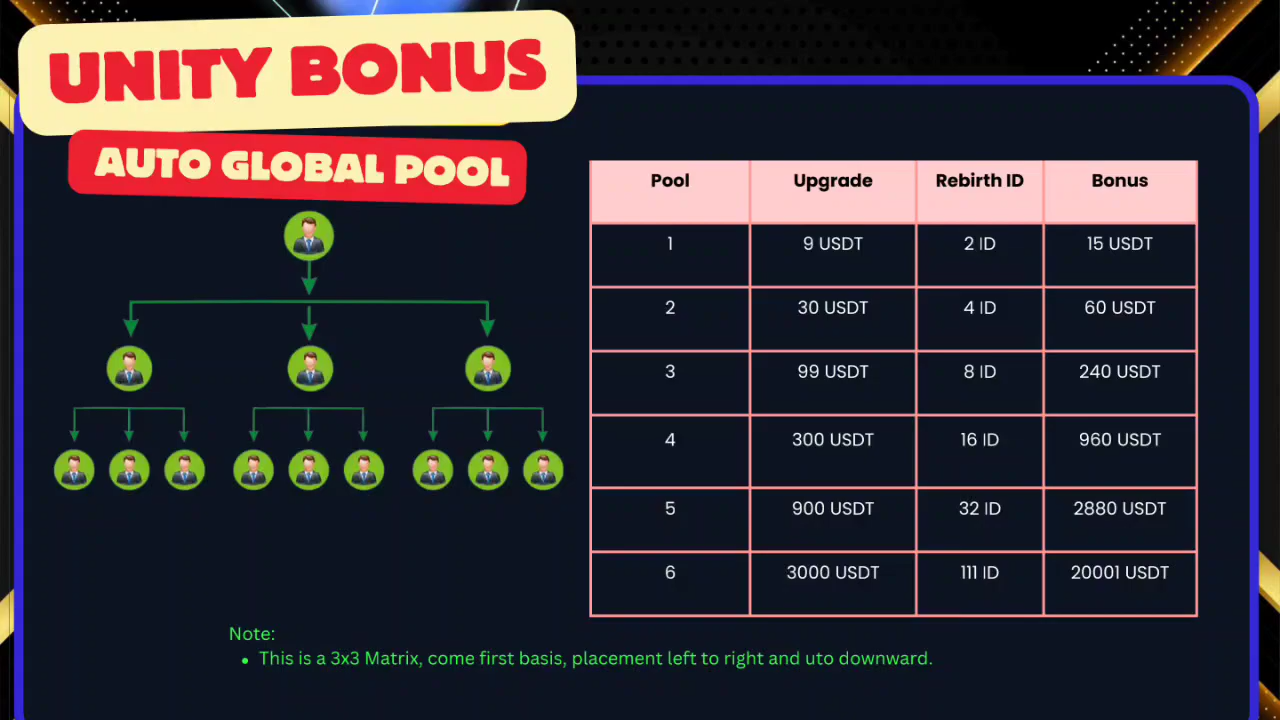 UNITY BONUS
AUTO GLOBAL POOL
Pool Upgrade Rebirth ID Bonus
1 9 USDT 2 ID 15 USDT
2 30 USDT 4 ID 60 USDT
3 99 USDT 8 ID 240 USDT
4 300 USDT 16 ID 960 USDT
5 900 USDT 32 ID 2880 USDT
6 3000 USDT 111 ID 20001 USDT
Note:
• This is a 3x3 Matrix, come first basis, placement left to right and uto downward.